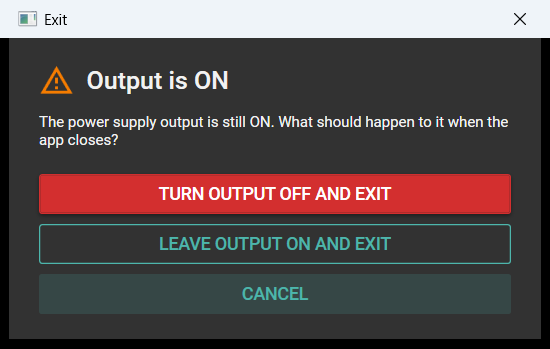 Exit
Output is ON
The power supply output is still ON. What should happen to it when the
app closes?
TURN OUTPUT OFF AND EXIT
LEAVE OUTPUT ON AND EXIT
CANCEL